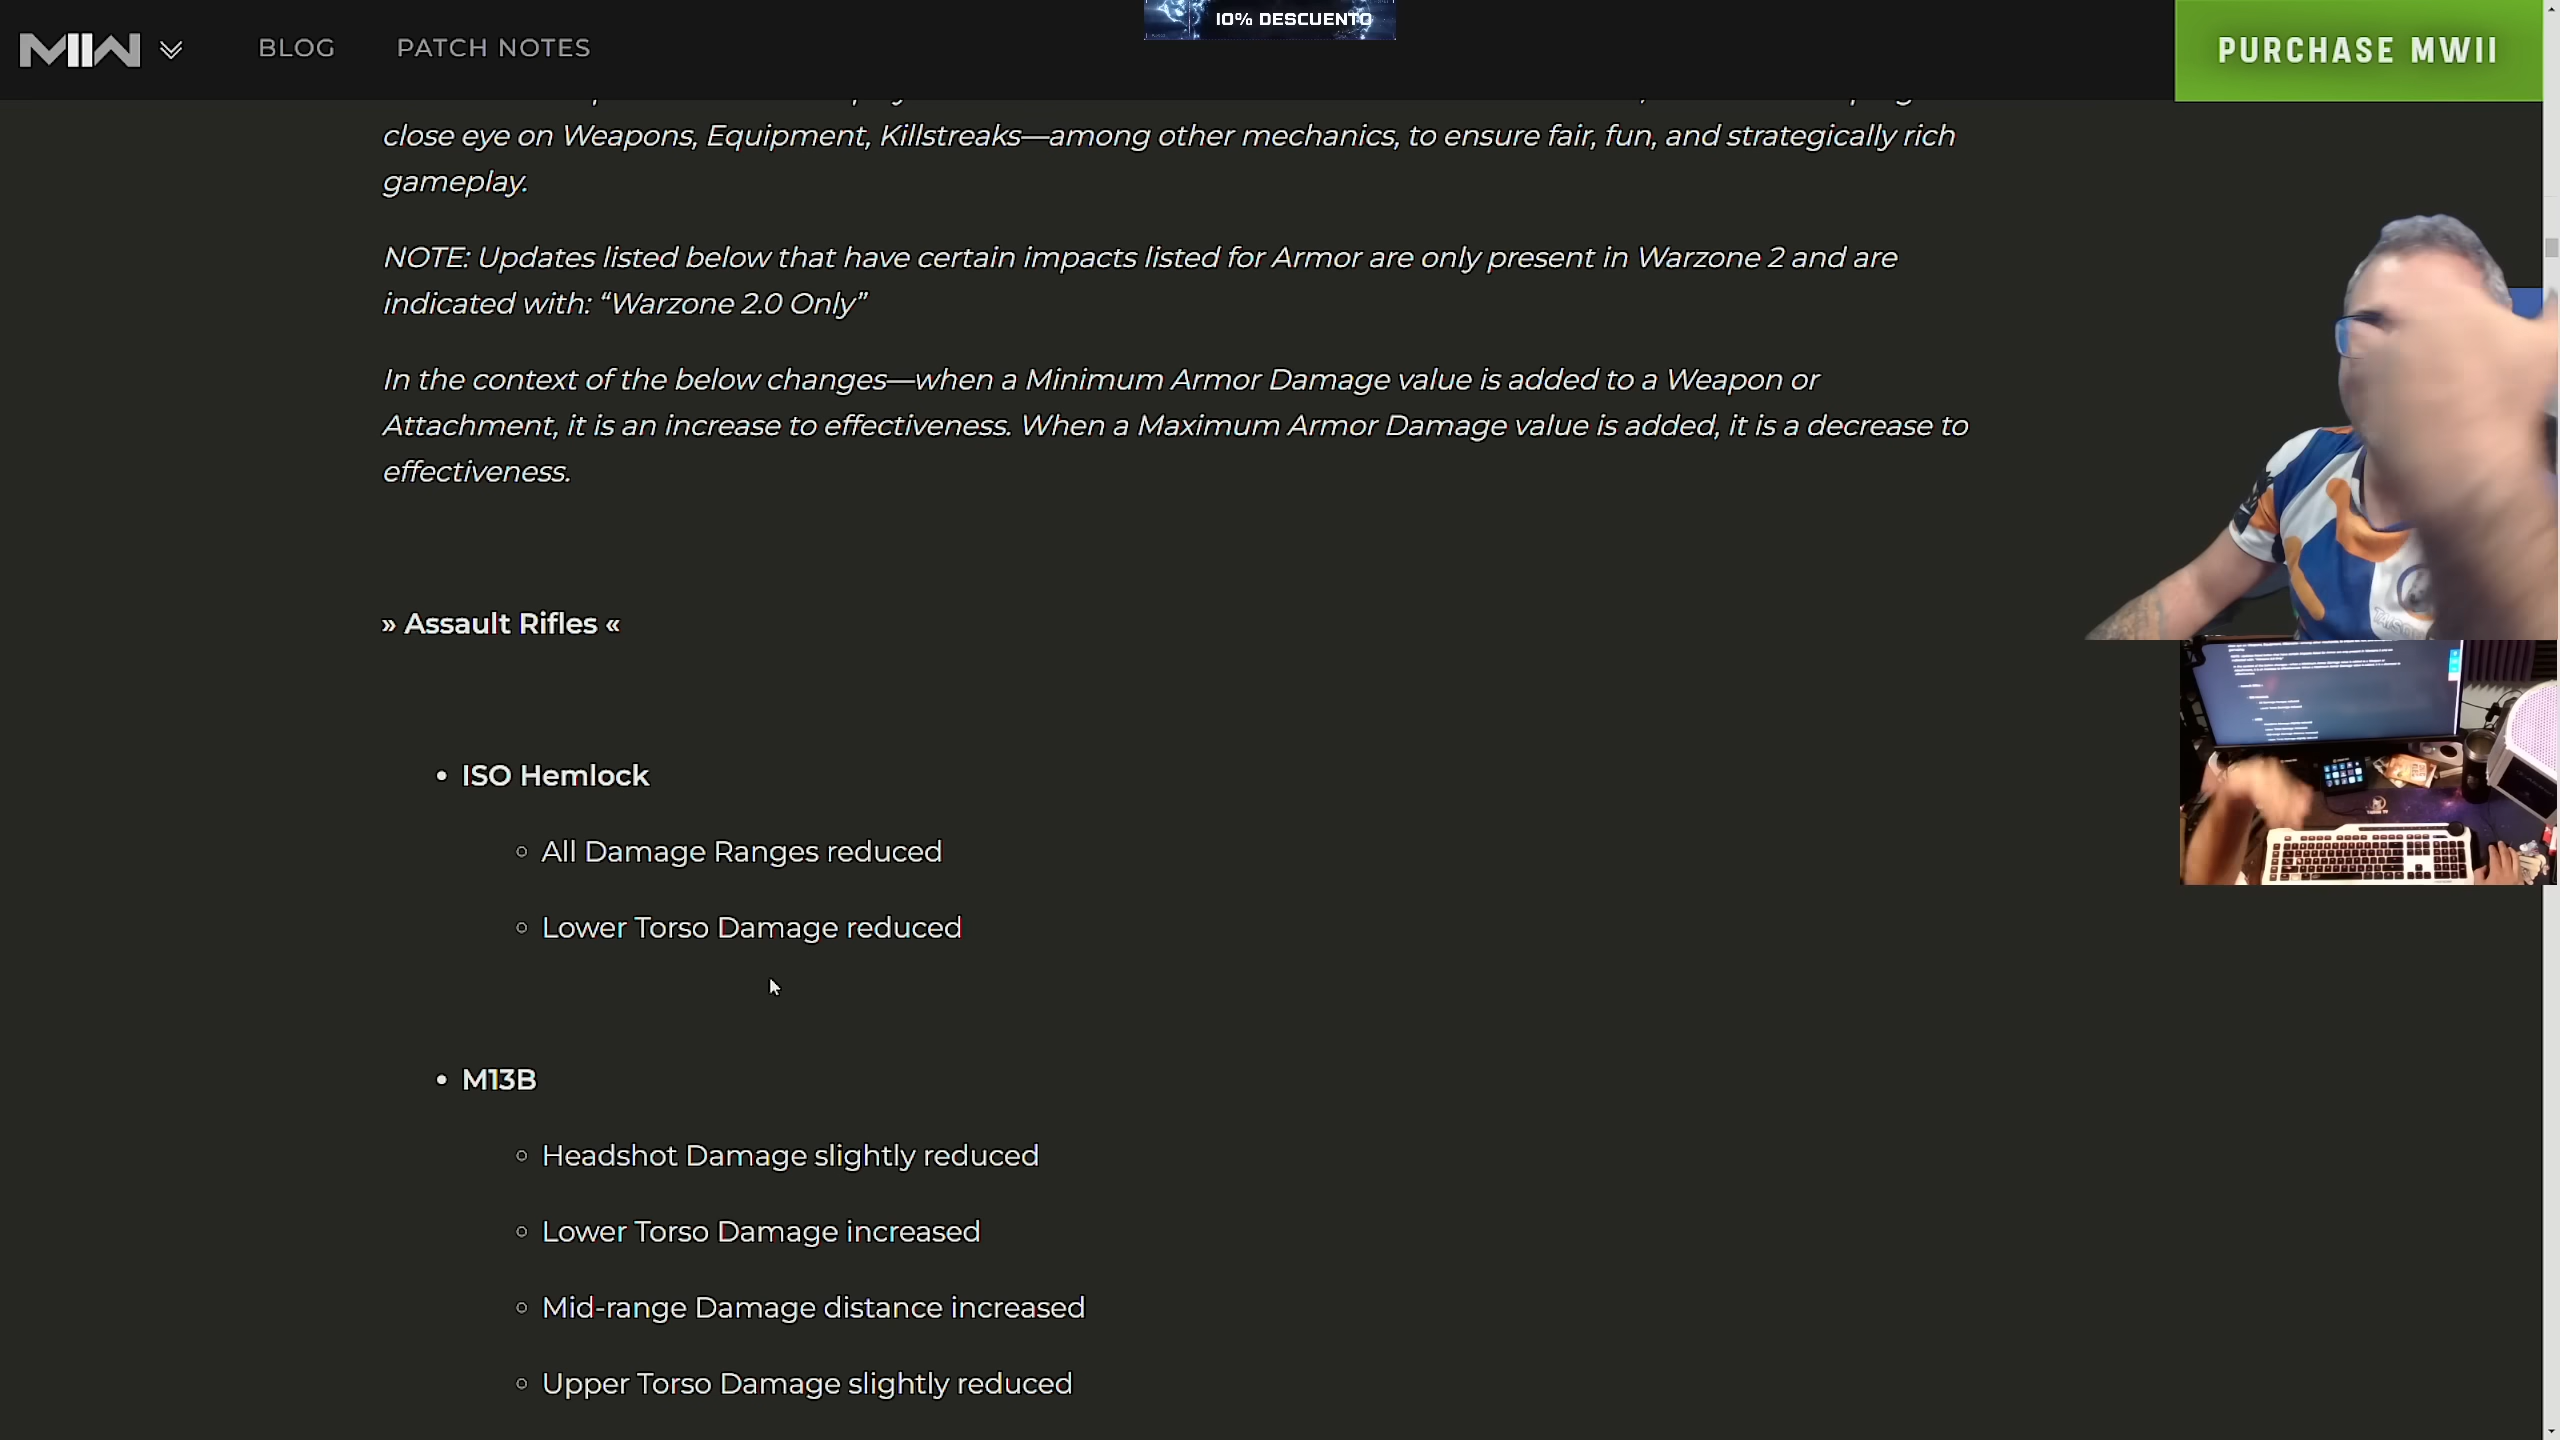 10% DESCUENTO
MIIW
BLOG
PATCH NOTES
PURCHASE MWII
close eye on Weapons, Equipment, Killstreaks—among other mechanics, to ensure fair, fun, and strategically rich
gameplay.
NOTE: Updates listed below that have certain impacts listed for Armor are only present in Warzone 2 and are
indicated with: “Warzone 2.0 Only”
In the context of the below changes—when a Minimum Armor Damage value is added to a Weapon or
Attachment, it is an increase to effectiveness. When a Maximum Armor Damage value is added, it is a decrease to
effectiveness.
» Assault Rifles «
• ISO Hemlock
○ All Damage Ranges reduced
○ Lower Torso Damage reduced
• M13B
○ Headshot Damage slightly reduced
○ Lower Torso Damage increased
○ Mid-range Damage distance increased
○ Upper Torso Damage slightly reduced